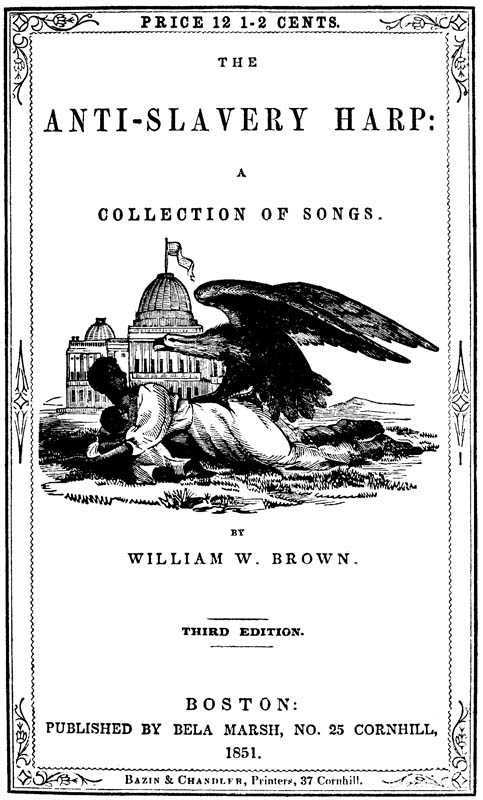 PRICE 12 1-2 CENTS.
THE
ANTI-SLAVERY HARP:
A
COLLECTION OF SONGS.
BY
WILLIAM W. BROWN.
THIRD EDITION.
BOSTON:
PUBLISHED BY BELA MARSH, NO. 25 CORNHILL,
1851.
BAZIN & CHANDLER, Printers, 37 Cornhill.